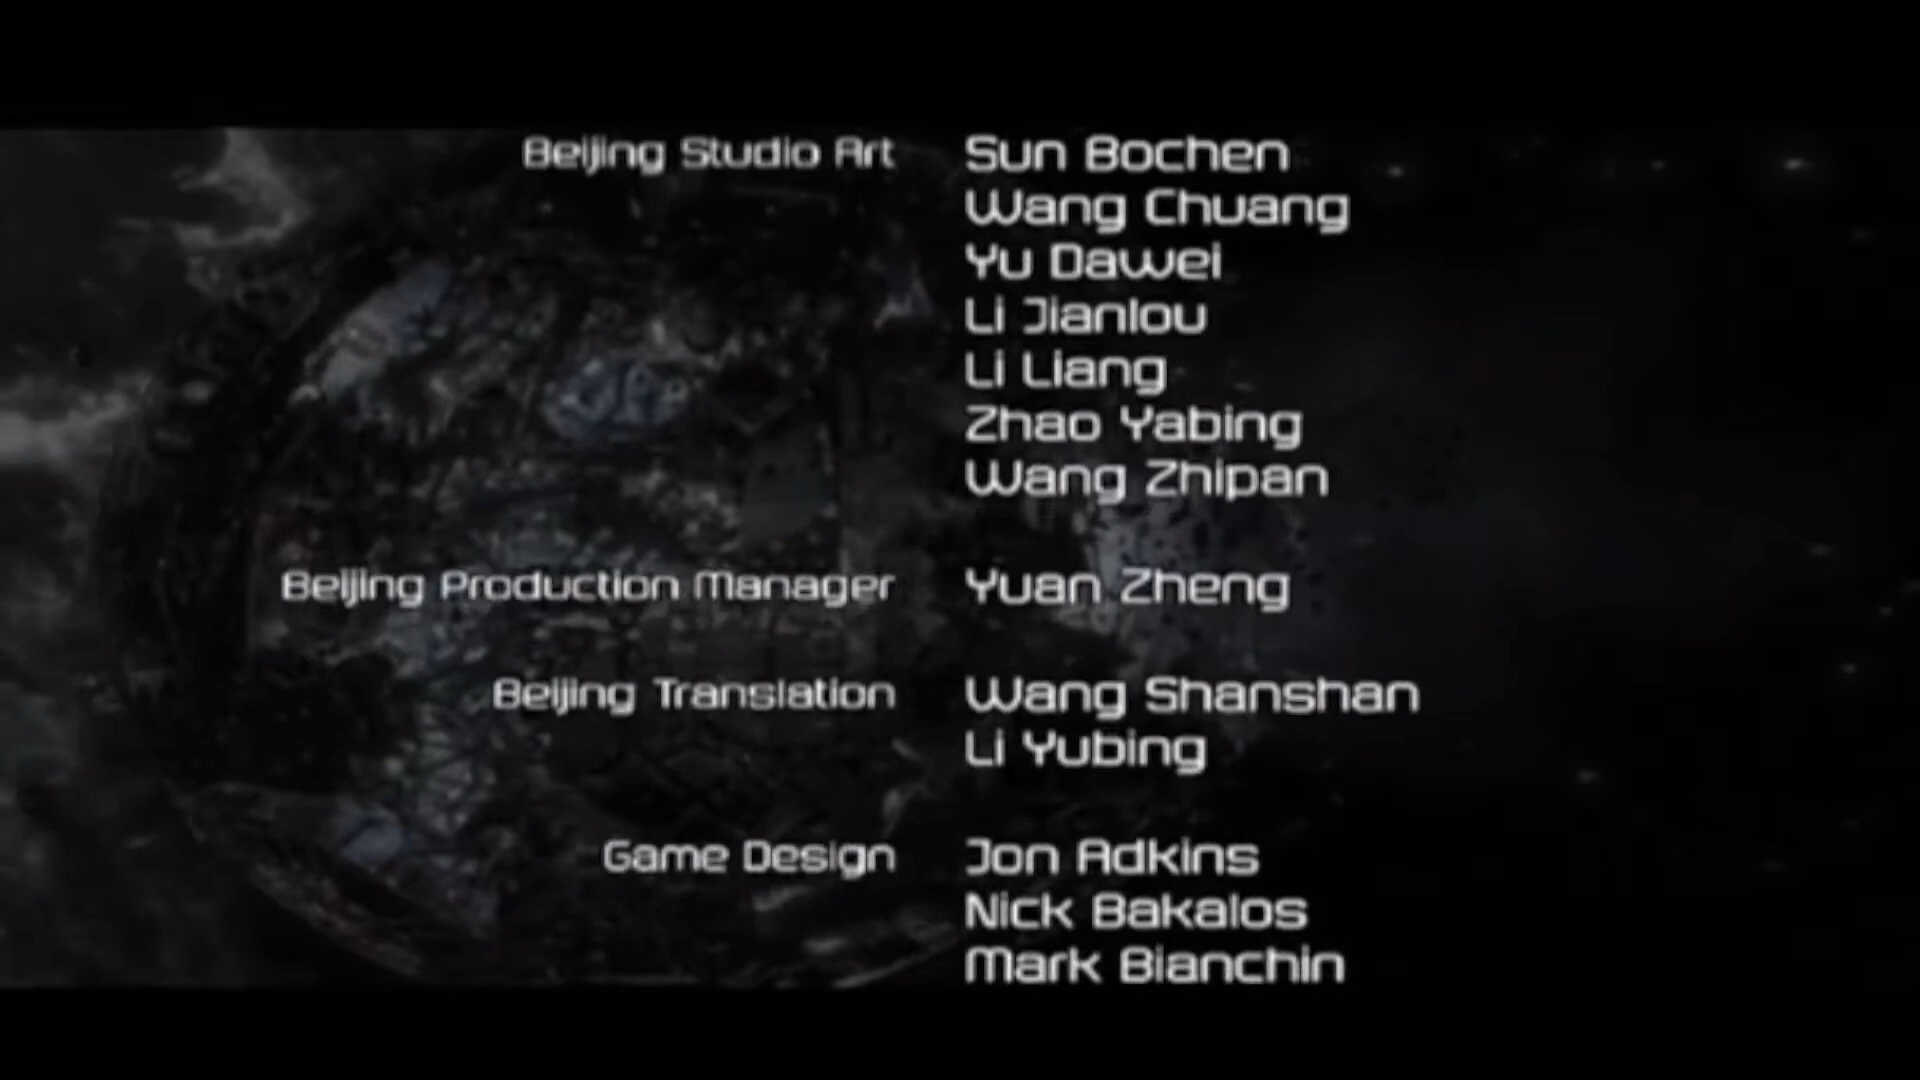 Beijing Studio Art Sun Bochen
Wang Chuang
Yu Dawei
Li Jianlou
Li Liang
Zhao Yabing
Wang Zhipan
Beijing Production Manager Yuan Zheng
Beijing Translation Wang Shanshan
Li Yubing
Game Design Jon Adkins
Nick Bakalos
Mark Bianchin